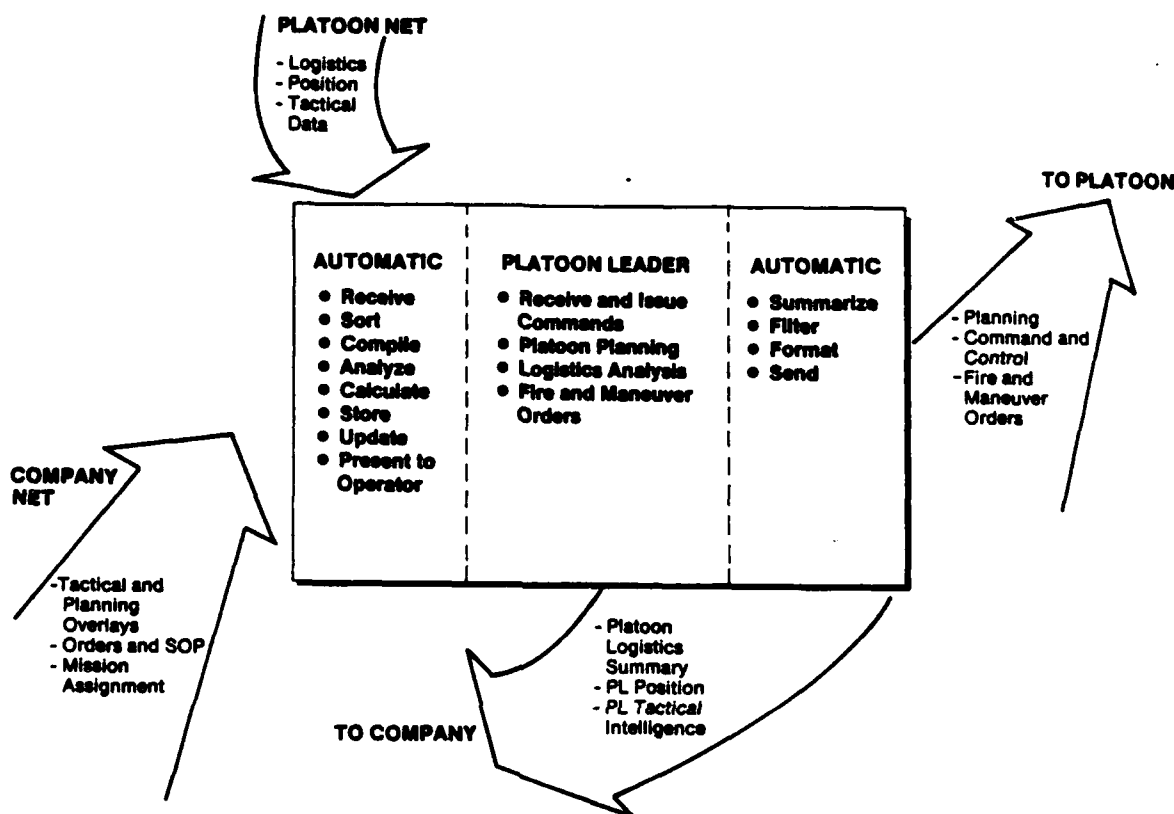 PLATOON NET
- Logistics
- Position
- Tactical
Data
TO PLATOON
AUTOMATIC
● Receive
● Sort
● Compile
● Analyze
● Calculate
● Store
● Update
● Present to
Operator
PLATOON LEADER
● Receive and Issue
Commands
● Platoon Planning
● Logistics Analysis
● Fire and Maneuver
Orders
AUTOMATIC
● Summarize
● Filter
● Format
● Send
- Planning
- Command and
Control
- Fire and
Maneuver
Orders
COMPANY
NET
- Tactical and
Planning
Overlays
- Orders and SOP
- Mission
Assignment
- Platoon
Logistics
Summary
- PL Position
- PL Tactical
Intelligence
TO COMPANY